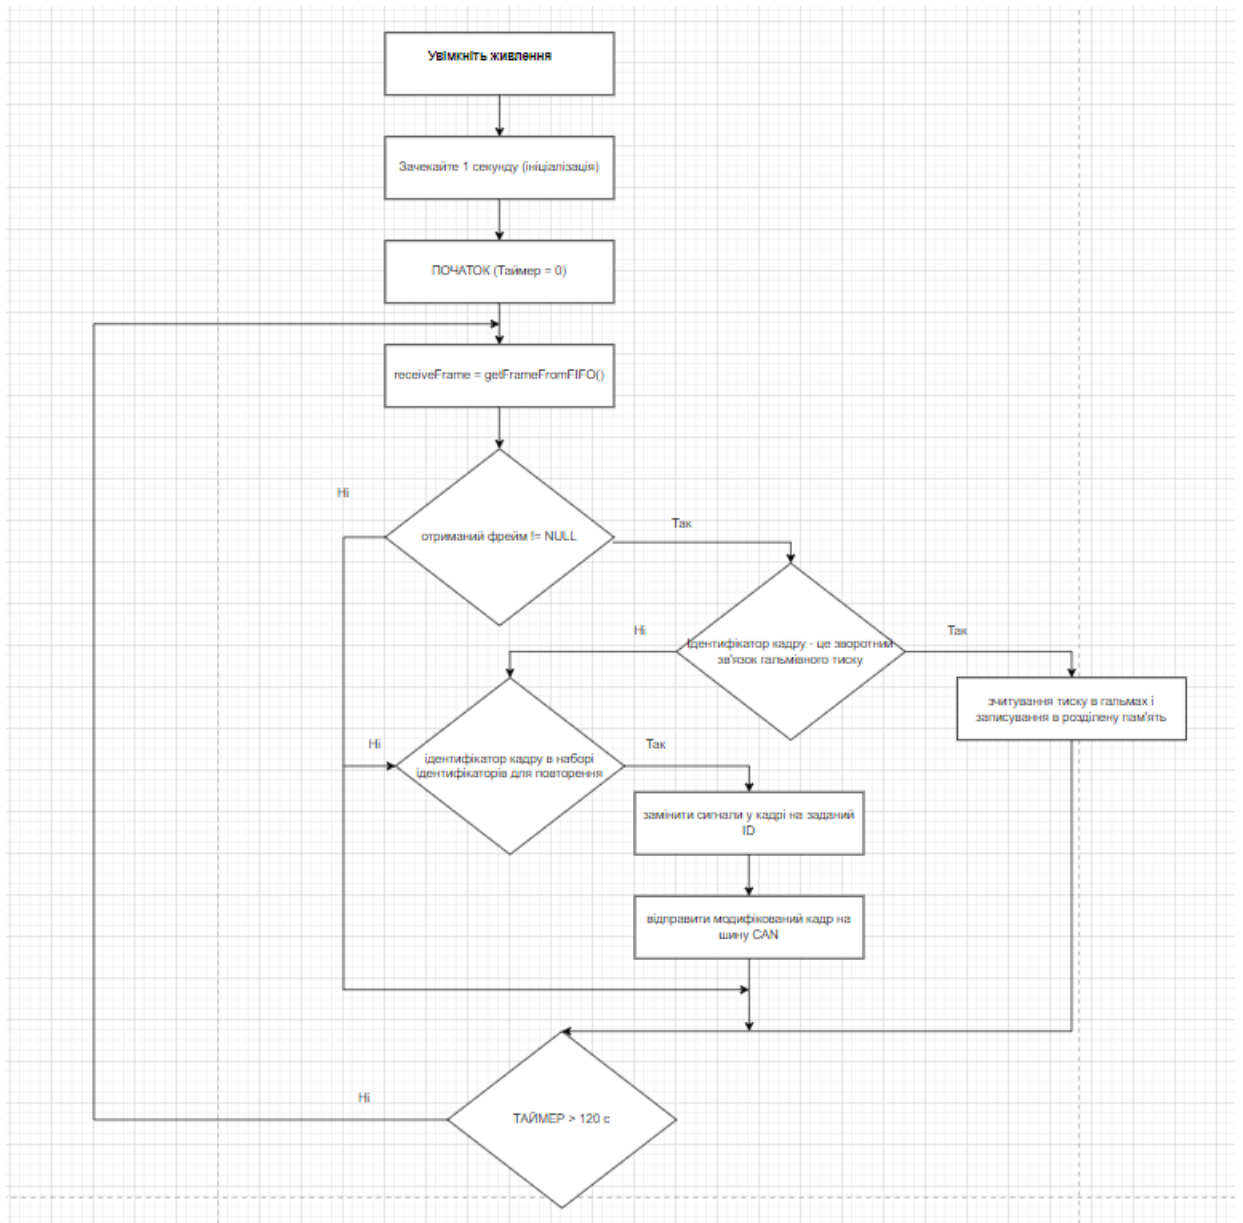 Увімкніть живлення
Зачекайте 1 секунду (ініціалізація)
ПОЧАТОК (Таймер = 0)
receiveFrame = getFrameFromFIFO()
Ні
отриманий фрейм != NULL
Так
Ні
Ідентифікатор кадру - це зворотний
зв'язок гальмівного тиску
Так
зчитування тиску в гальмах і
записування в розділену пам'ять
Ні
ідентифікатор кадру в наборі
ідентифікаторів для повторення
Так
замінити сигнали у кадрі на заданий
ID
відправити модифікований кадр на
шину CAN
Ні
ТАЙМЕР > 120 с